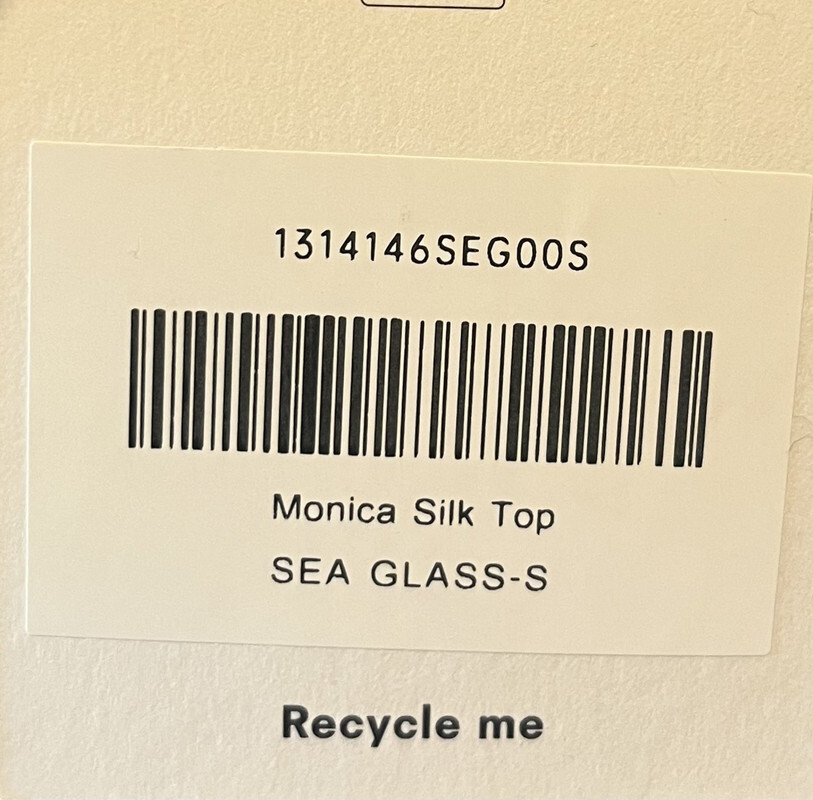 1314146SEG00S
Monica Silk Top
SEA GLASS-S
Recycle me